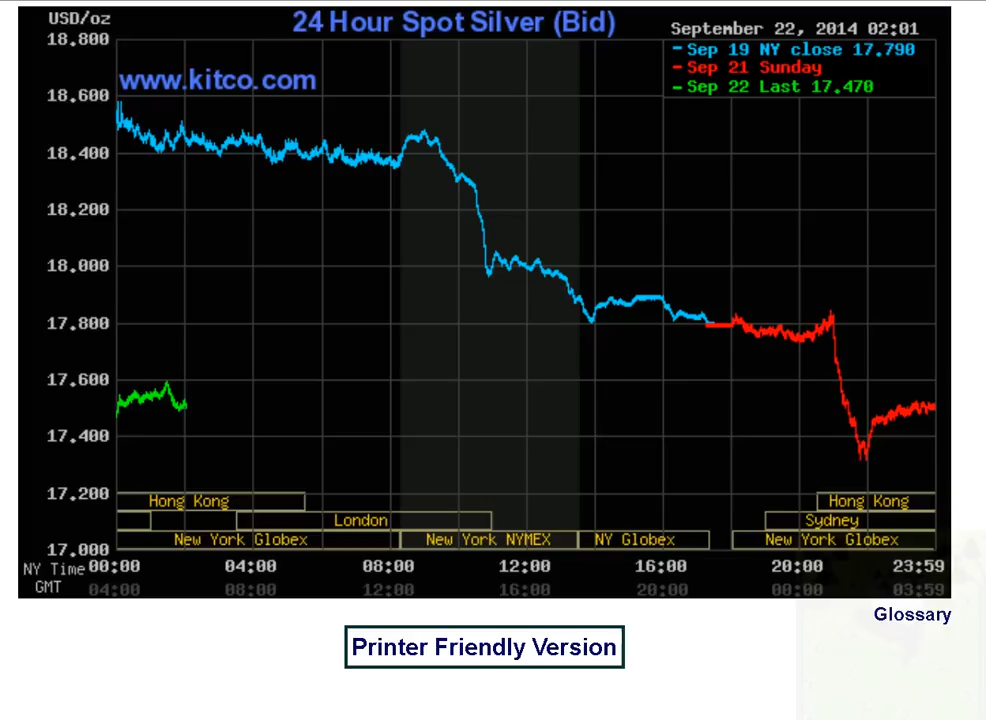 USD/oz
24 Hour Spot Silver (Bid)
September 22, 2014 02:01
Sep 19 NY close 17.790
Sep 21 Sunday
Sep 22 Last 17.470
www.kitco.com
18.800
18.600
18.400
18.200
18.000
17.800
17.600
17.400
17.200
17.000
Hong Kong
Hong Kong
London
Sydney
New York Globex
New York NYMEX
NY Globex
New York Globex
NY Time 00:00 04:00 08:00 12:00 16:00 20:00 23:59
GMT 04:00 08:00 12:00 16:00 20:00 00:00 03:59
Glossary
Printer Friendly Version